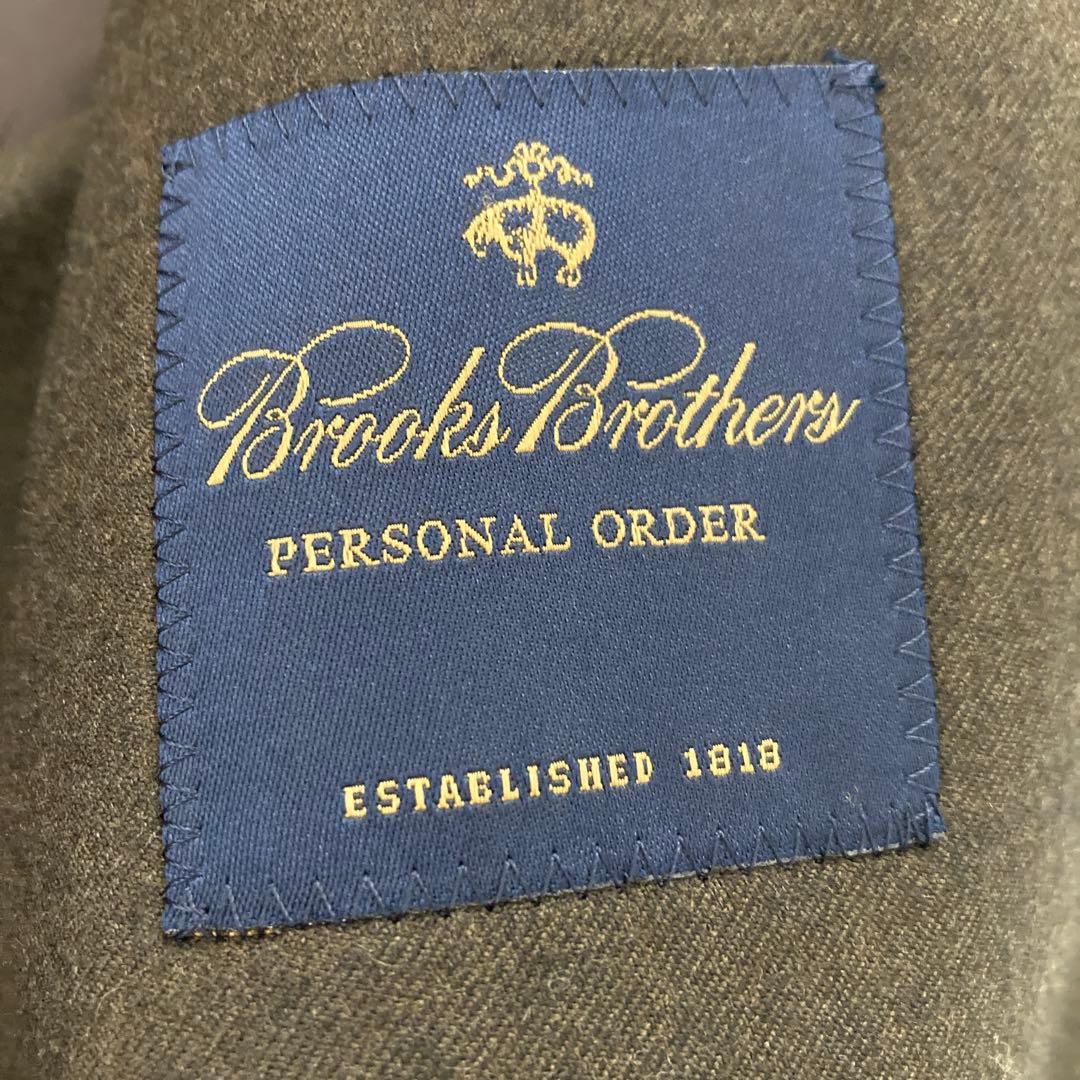 Brooks Brothers
PERSONAL ORDER
ESTABLISHED 1818